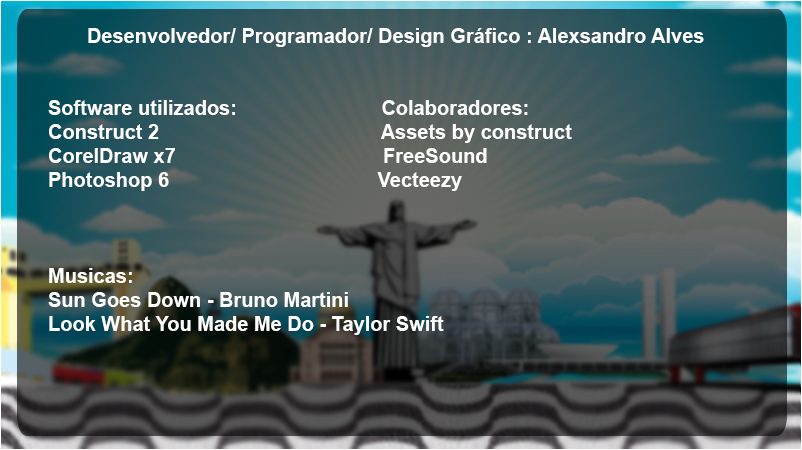 Desenvolvedor/ Programador/ Design Gráfico : Alexsandro Alves
Software utilizados:
Construct 2
CorelDraw x7
Photoshop 6
Colaboradores:
Assets by construct
FreeSound
Vecteezy
Musicas:
Sun Goes Down - Bruno Martini
Look What You Made Me Do - Taylor Swift